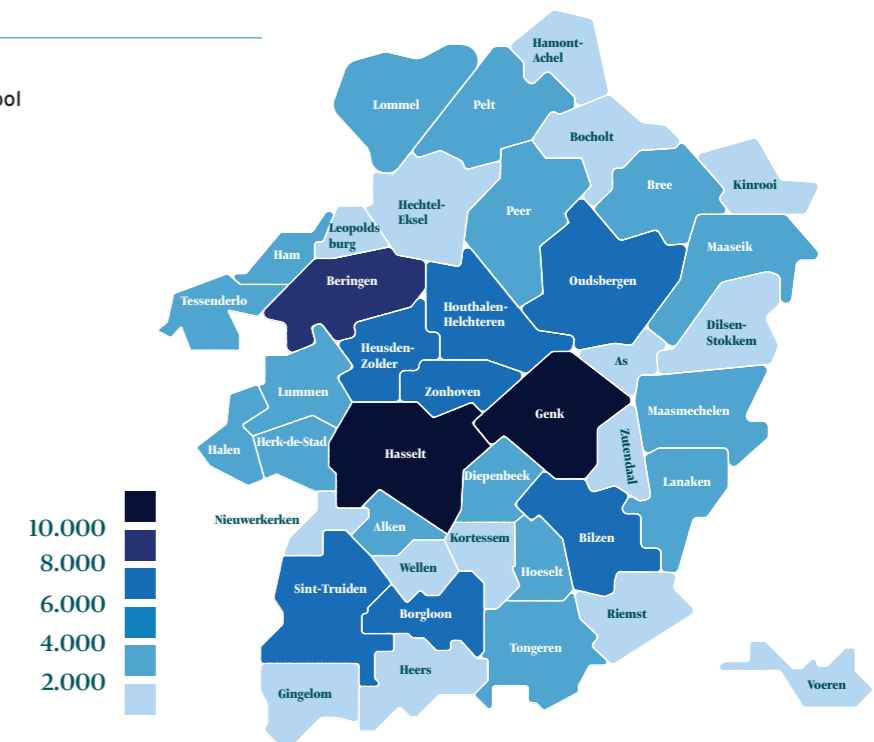 ool
Hamont-
Achel
Lommel
Pelt
Bocholt
Bree
Kinrooi
Hechtel-
Eksel
Peer
Leopolds
burg
Ham
Maaseik
Beringen
Oudsbergen
Tessenderlo
Houthalen-
Helchteren
Dilsen-
Stokkem
Heusden-
Zolder
As
Lummen
Zonhoven
Genk
Maasmechelen
Halen
Herk-de-Stad
Hasselt
Zutendaal
Diepenbeek
Lanaken
Nieuwerkerken
Alken
Kortessem
Bilzen
Wellen
Hoeselt
Sint-Truiden
Borgloon
Riemst
Tongeren
Heers
Gingelom
Voeren
10.000
8.000
6.000
4.000
2.000